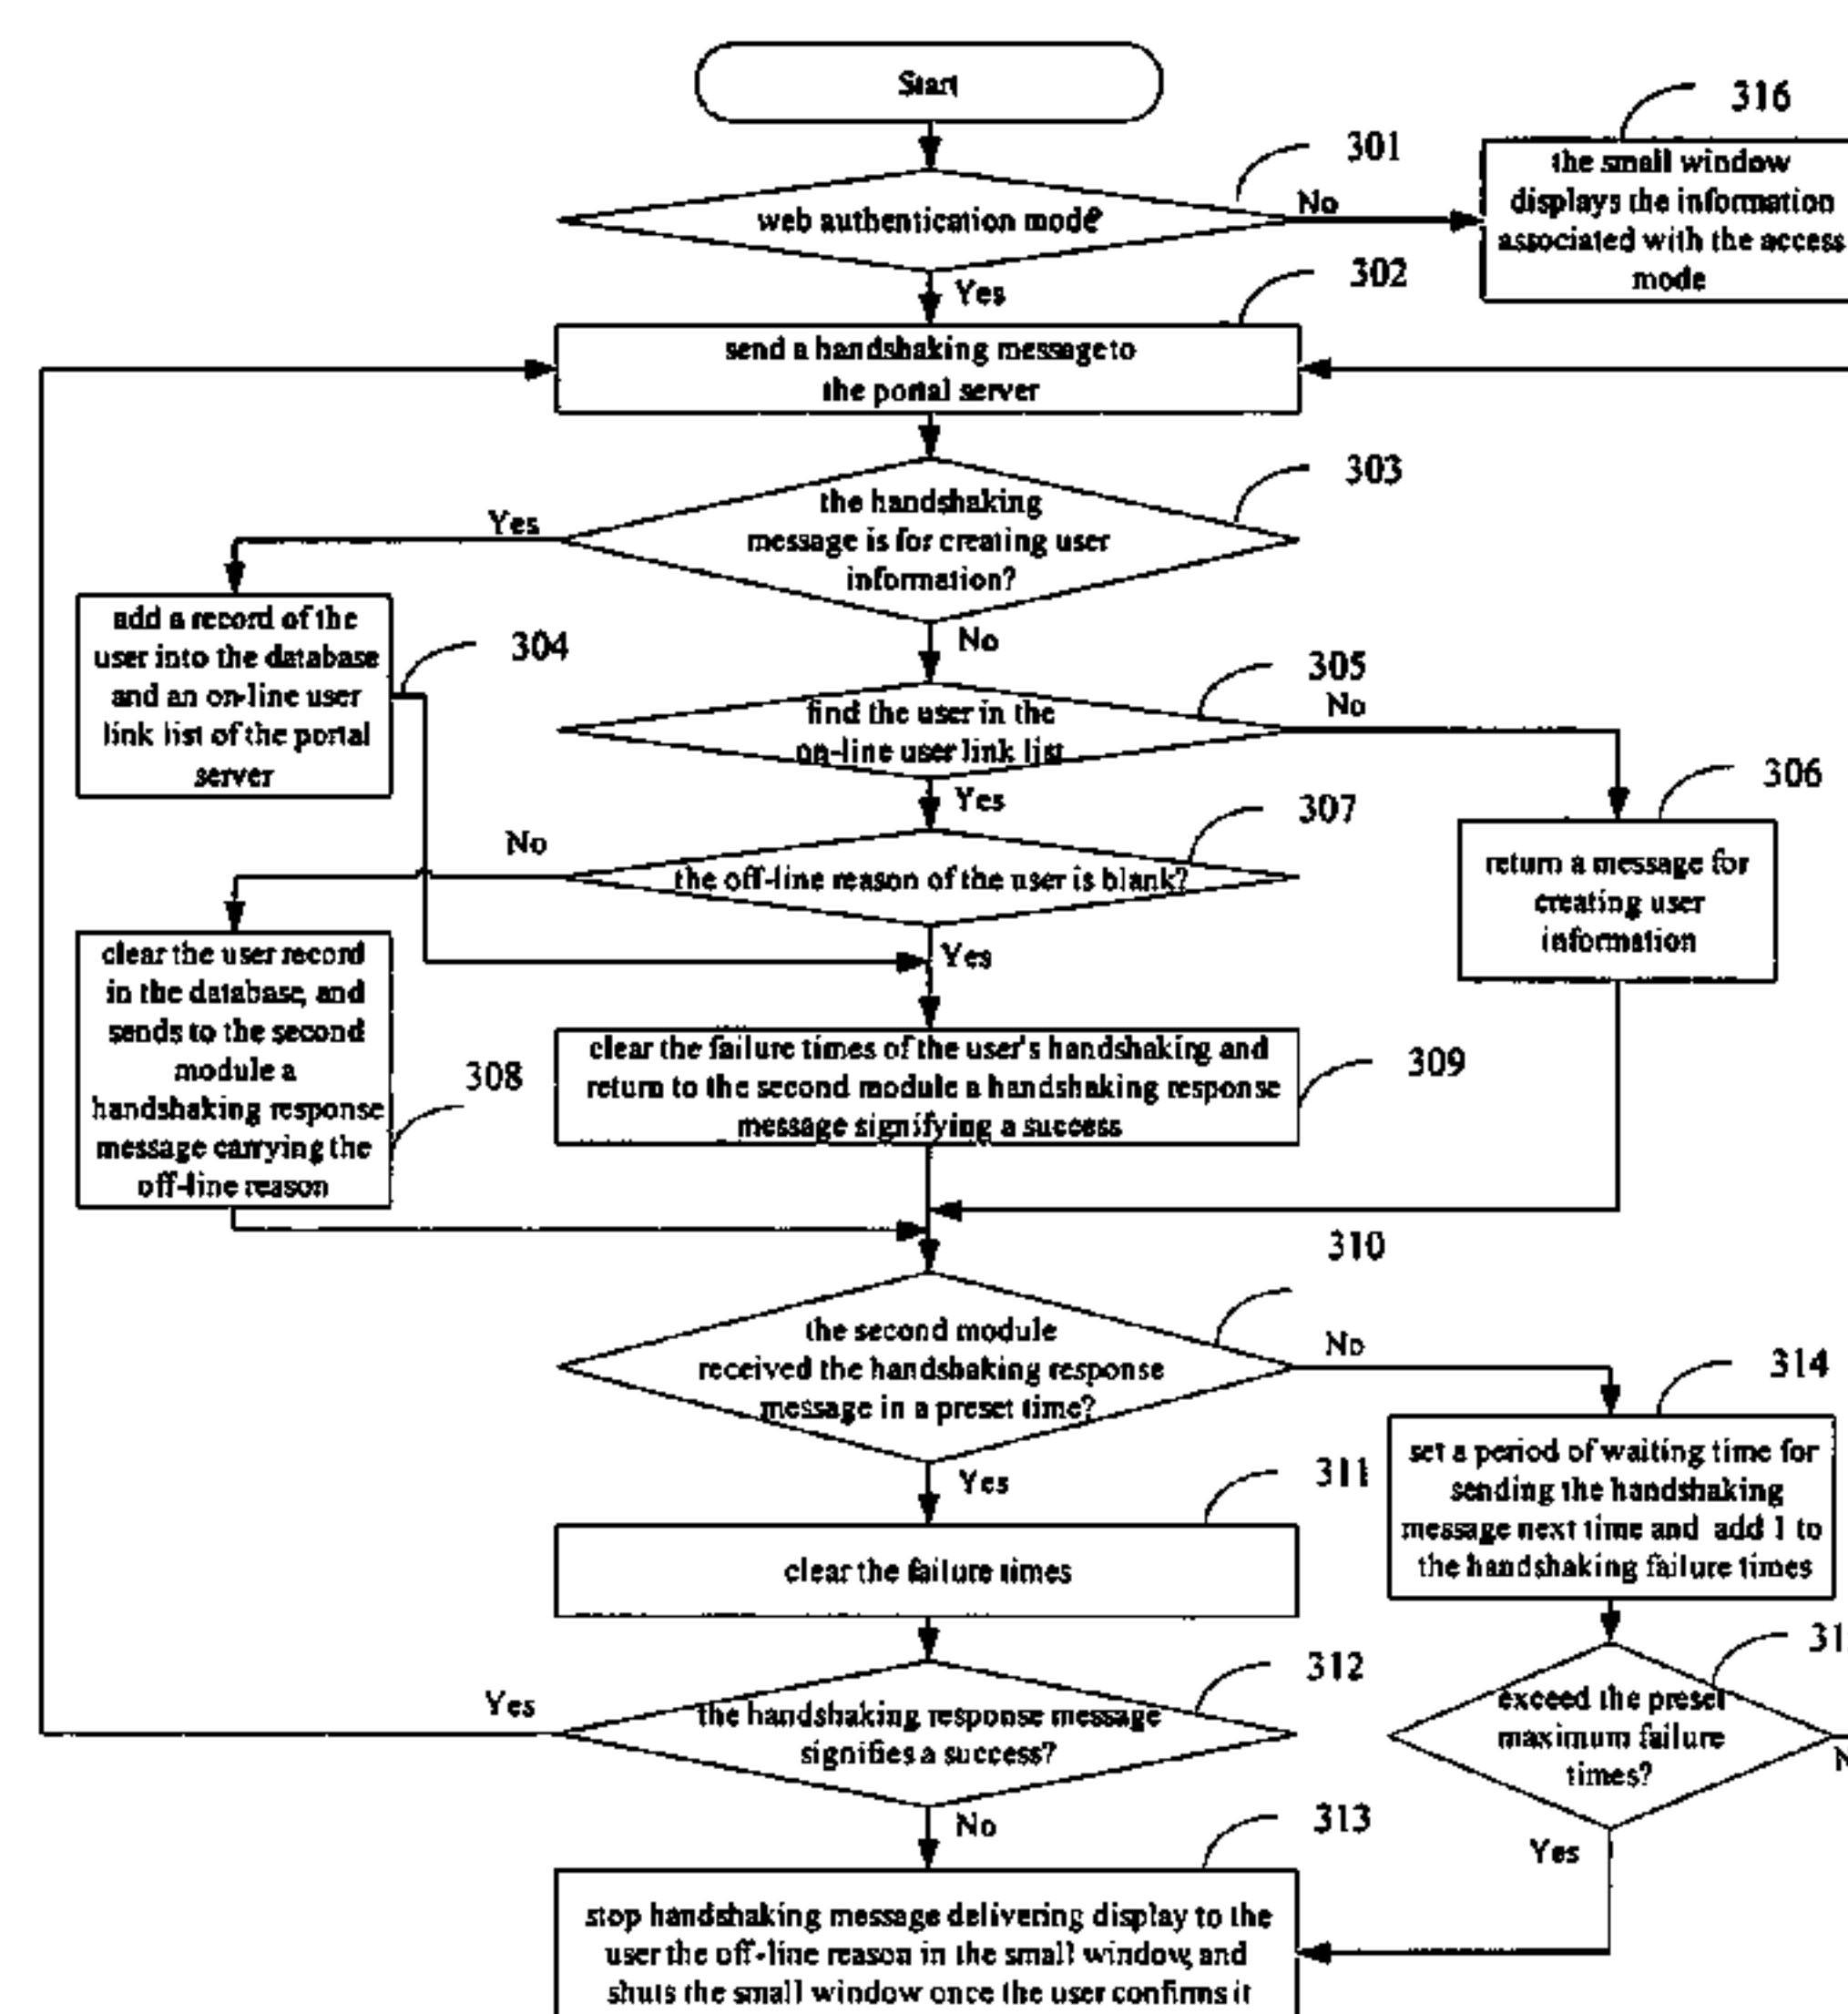 Start
316
301
the small window
displays the information
associated with the access
mode
web authentication mode?
No
302
Yes
send a handshaking message to
the portal server
303
the handshaking
message is for creating user
information?
Yes
add a record of the
user into the database
and an on-line user
link list of the portal
server
304
No
305
No
find the user in the
on-line user link list
306
Yes
307
No
return a message for
creating user
information
the off-line reason of the user is blank?
clear the user record
in the database, and
sends to the second
module a
handshaking response
message carrying the
off-line reason
308
Yes
clear the failure times of the user's handshaking and
return to the second module a handshaking response
message signifying a success
309
310
the second module
received the handshaking response
message in a preset time?
No
314
set a period of waiting time for
sending the handshaking
message next time and add 1 to
the handshaking failure times
Yes
311
clear the failure times
31
312
Yes
the handshaking response message
signifies a success?
exceed the preset
maximum failure
times?
N
No
313
Yes
stop handshaking message delivering display to the
user the off-line reason in the small window, and
shuts the small window once the user confirms it